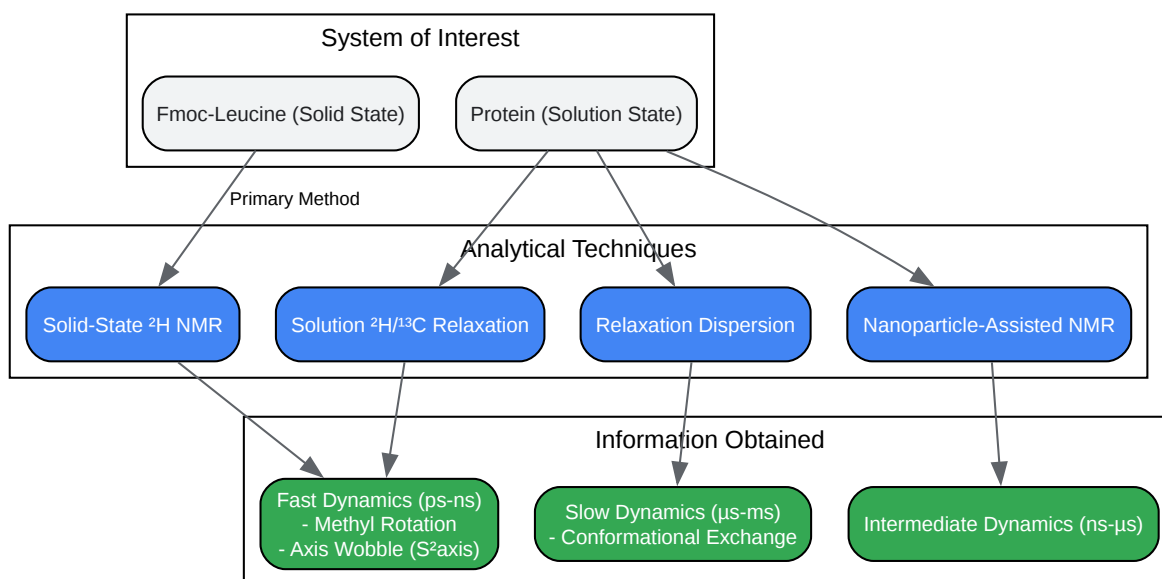 System of Interest
Fmoc-Leucine (Solid State)
Protein (Solution State)
Primary Method
Analytical Techniques
Solid-State ²H NMR
Solution ²H/¹³C Relaxation
Relaxation Dispersion
Nanoparticle-Assisted NMR
Information Obtained
Fast Dynamics (ps-ns)
- Methyl Rotation
- Axis Wobble (S²axis)
Slow Dynamics (µs-ms)
- Conformational Exchange
Intermediate Dynamics (ns-µs)